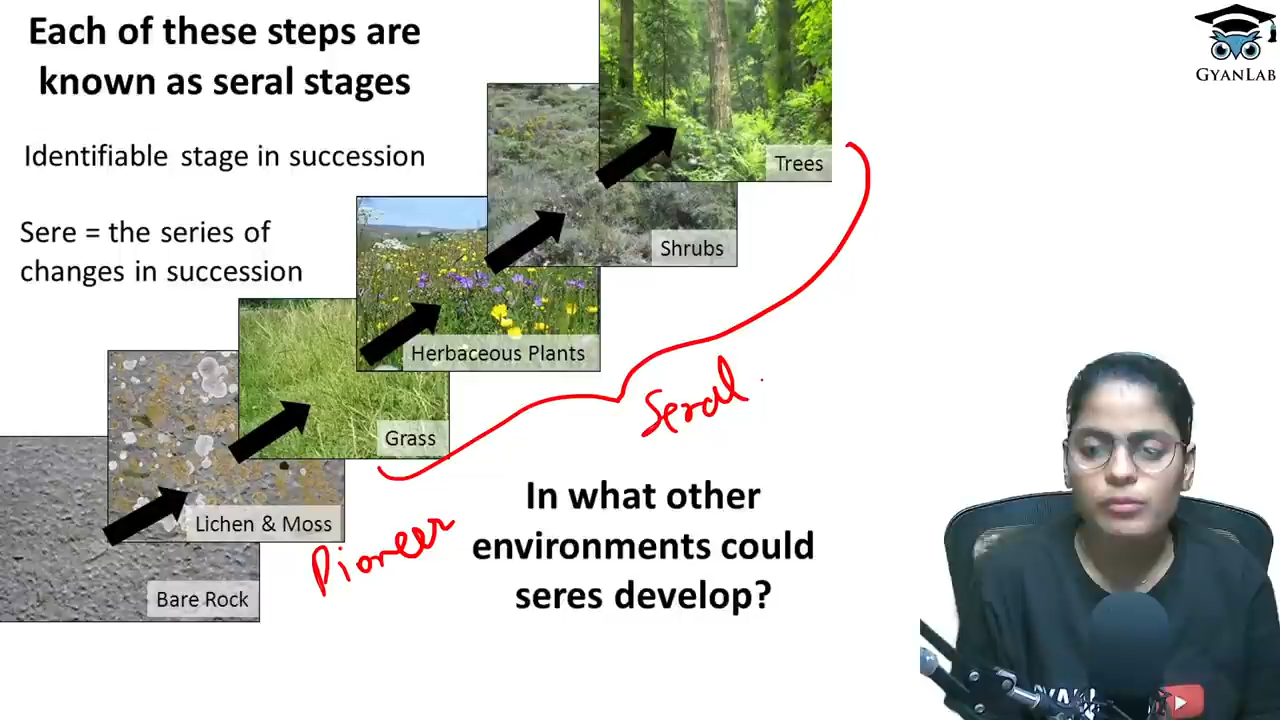 Each of these steps are
known as seral stages
Identifiable stage in succession
Sere = the series of
changes in succession
Trees
Shrubs
Herbaceous Plants
Grass
Lichen & Moss
Bare Rock
Seral
Pioneer
In what other
environments could
seres develop?
GYANLAB